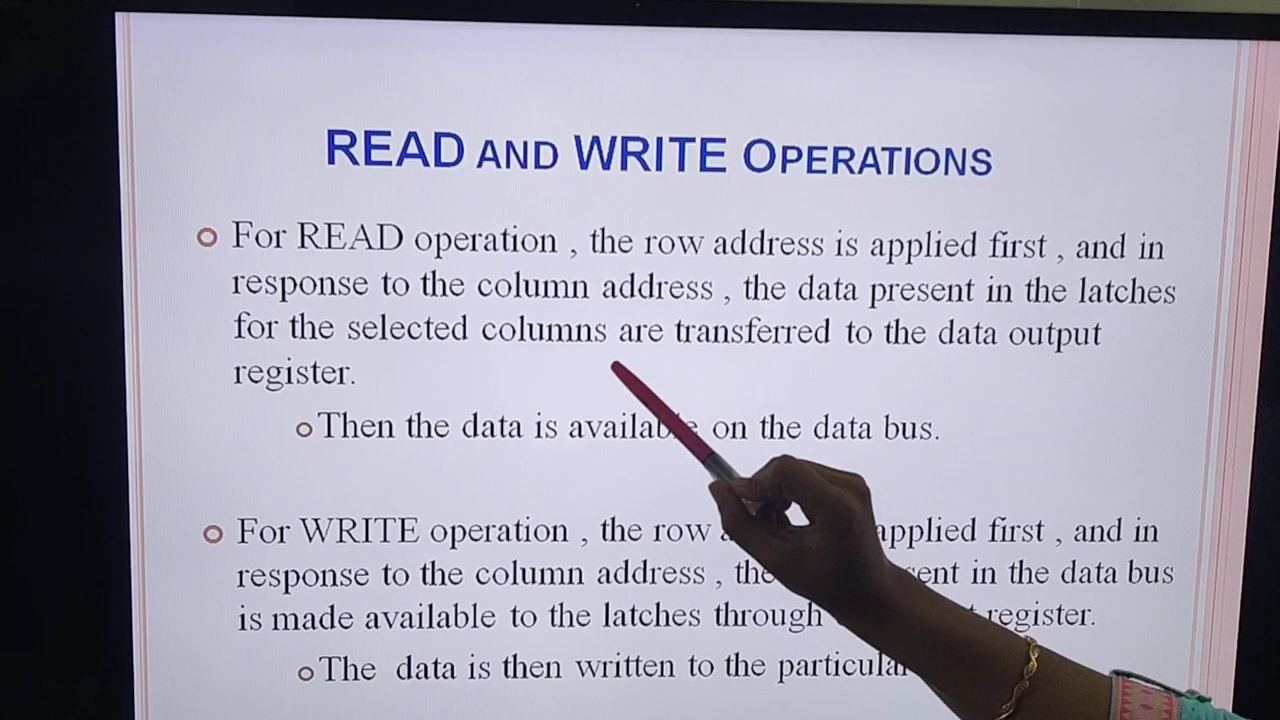 READ AND WRITE OPERATIONS
For READ operation , the row address is applied first , and in
response to the column address , the data present in the latches
for the selected columns are transferred to the data output
register.
Then the data is available on the data bus.
For WRITE operation , the row applied first , and in
response to the column address , the in the data bus
is made available to the latches through register.
The data is then written to the particular